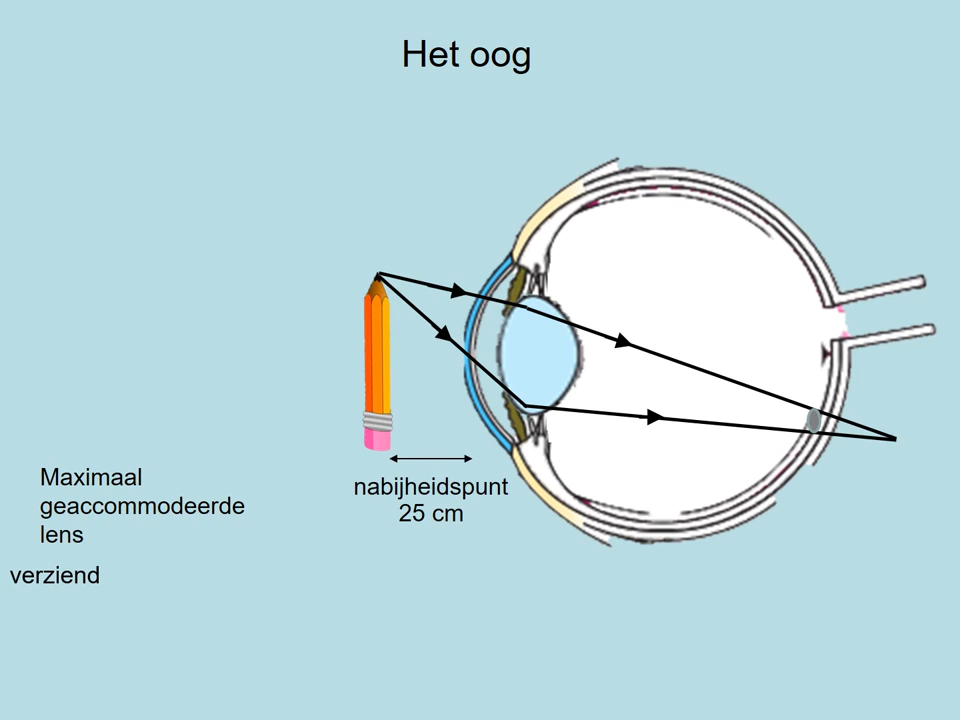 Het oog
Maximaal
geaccommodeerde
lens
nabijheidspunt
25 cm
verziend